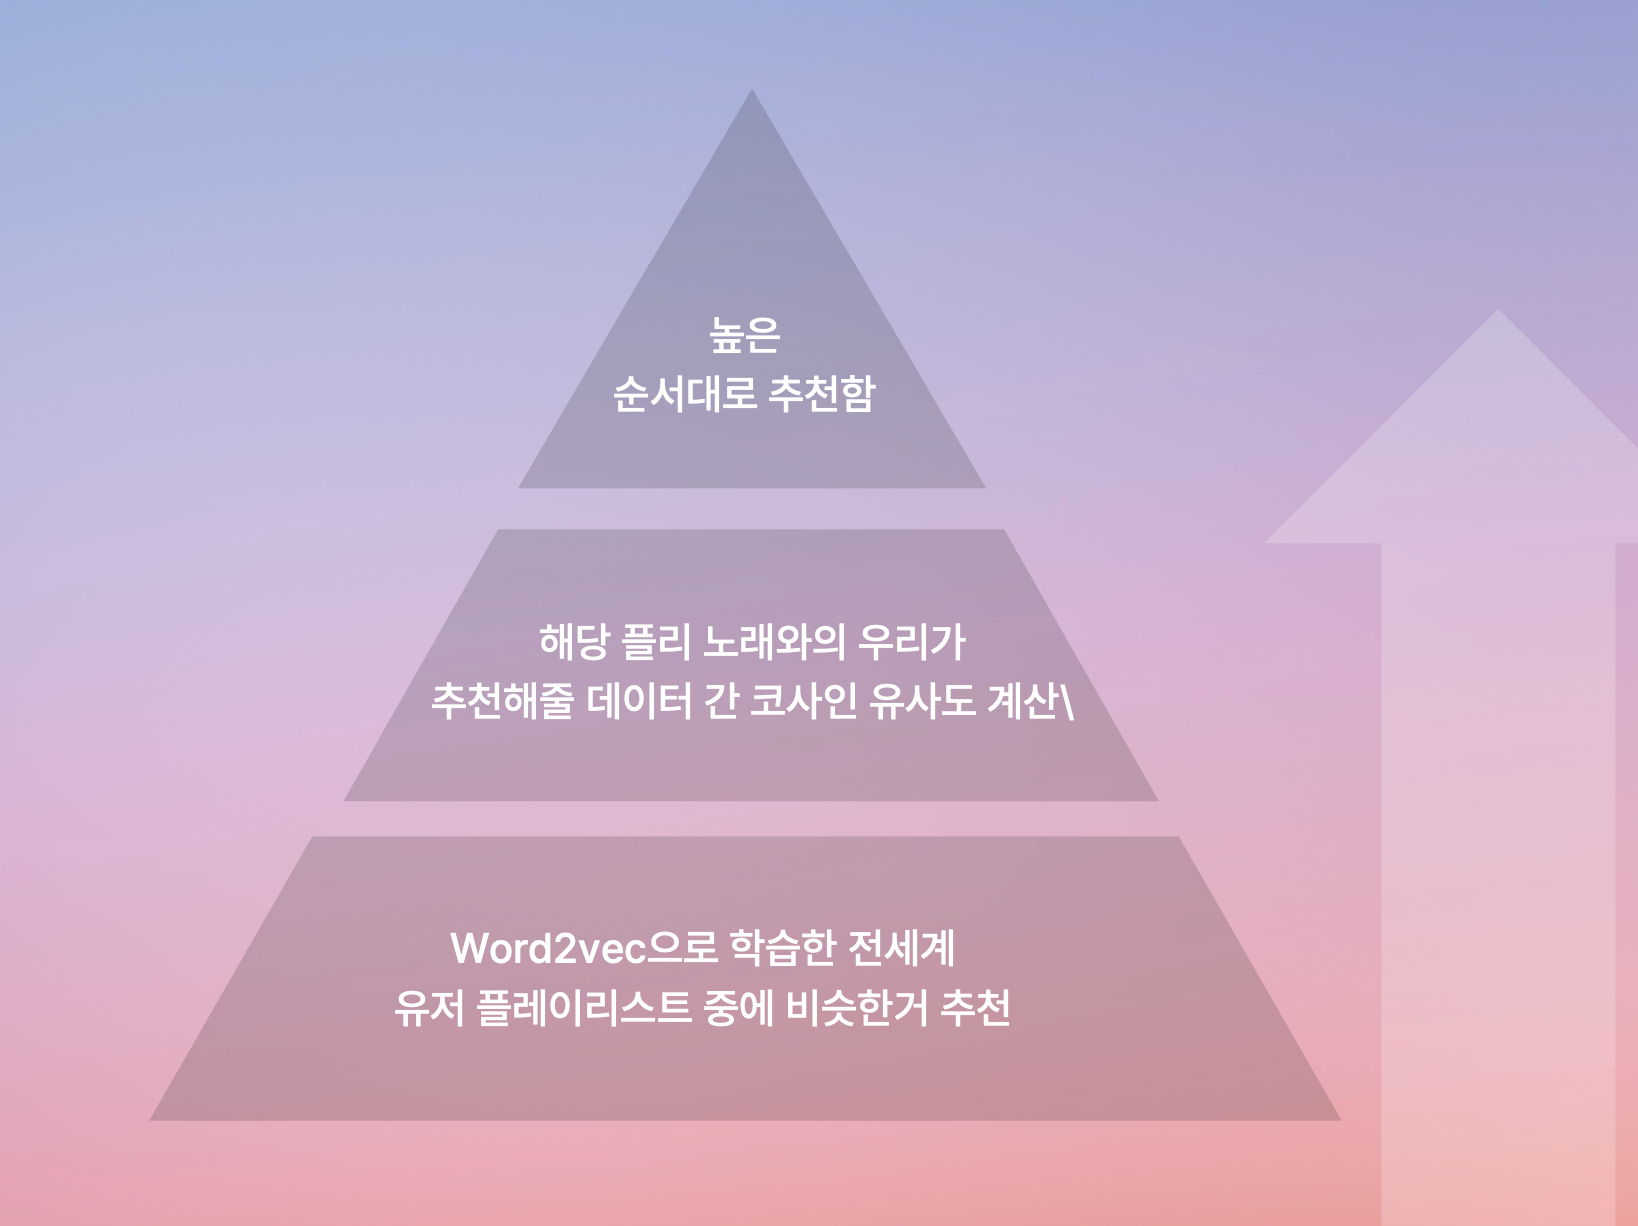 높은
순서대로 추천함
해당 플리 노래와의 우리가
추천해줄 데이터 간 코사인 유사도 계산\
Word2vec으로 학습한 전세계
유저 플레이리스트 중에 비슷한거 추천